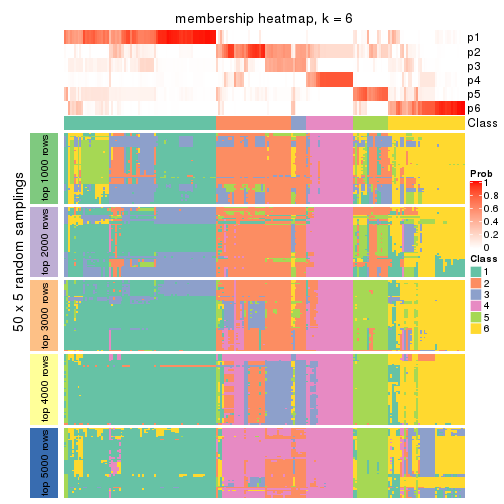 membership heatmap, k = 6
p1
p2
p3
p4
p5
p6
Class
50 x 5 random samplings
top 1000 rows
top 2000 rows
top 3000 rows
top 4000 rows
top 5000 rows
Prob
1
0.8
0.6
0.4
0.2
0
Class
1
2
3
4
5
6